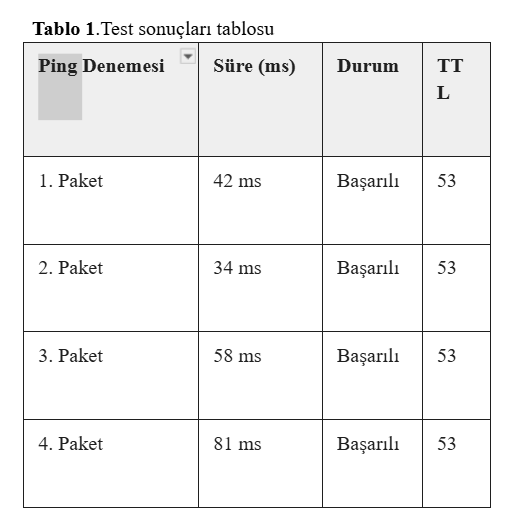 Tablo 1.Test sonuçları tablosu
Ping Denemesi Süre (ms) Durum TT
L
1. Paket 42 ms Başarılı 53
2. Paket 34 ms Başarılı 53
3. Paket 58 ms Başarılı 53
4. Paket 81 ms Başarılı 53